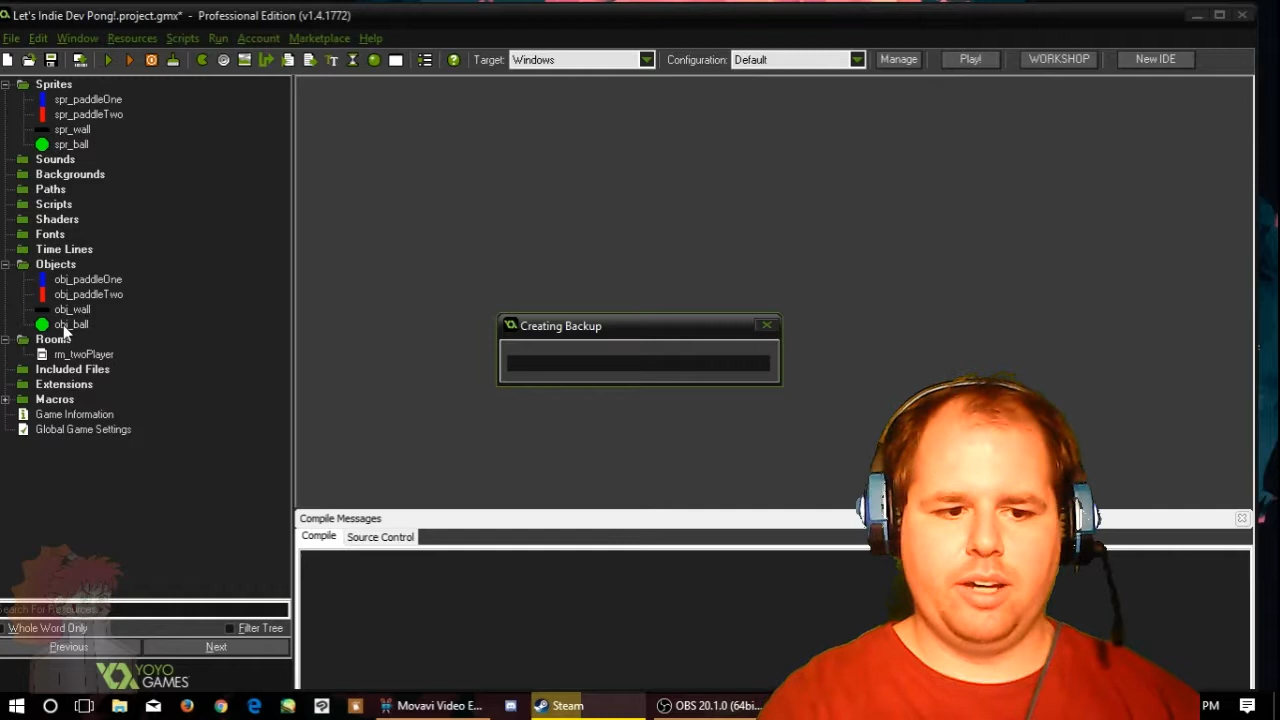 Let's Indie Dev Pong!.project.gmx* - Professional Edition (v1.4.1772)
File Edit Window Resources Scripts Run Account Marketplace Help
Target: Windows Configuration: Default Manage Play! WORKSHOP New IDE
Sprites
spr_paddleOne
spr_paddleTwo
spr_wall
spr_ball
Sounds
Backgrounds
Paths
Scripts
Shaders
Fonts
Time Lines
Objects
obj_paddleOne
obj_paddleTwo
obj_wall
obj_ball
Rooms
rm_twoPlayer
Included Files
Extensions
Macros
Game Information
Global Game Settings
Creating Backup
Compile Messages
Compile Source Control
Search For Resources
Whole Word Only Filter Tree
Previous Next
YOYO
GAMES
Movavi Video E... Steam OBS 20.1.0 (64bi... PM